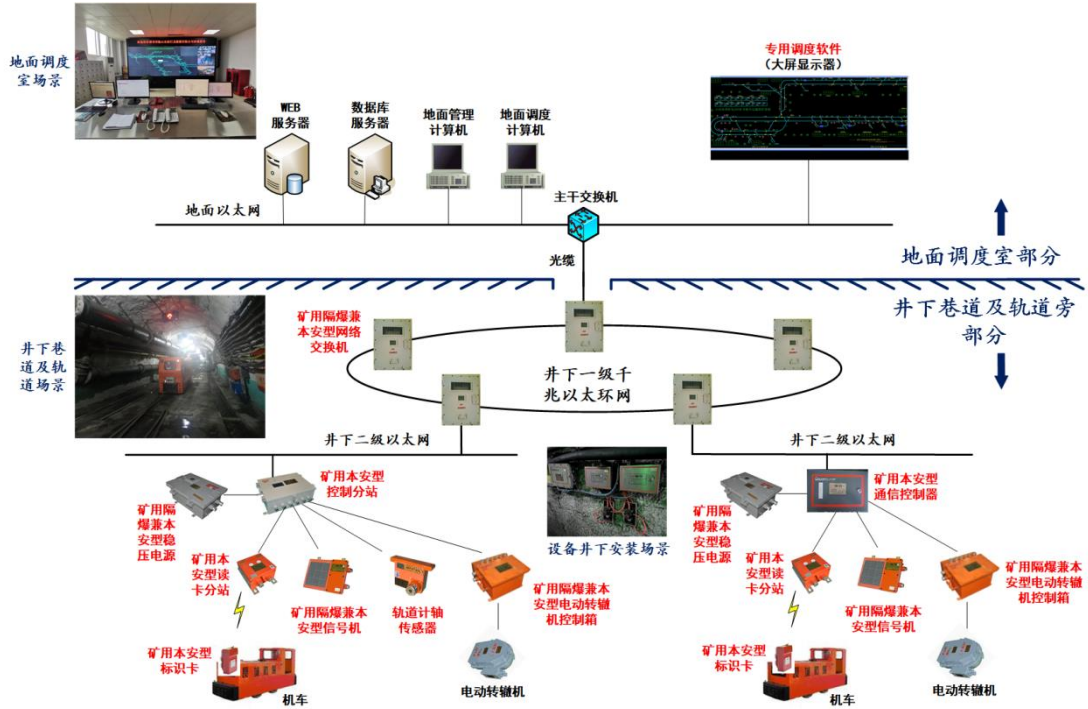 地面调度
室场景
专用调度软件
（大屏显示器）
WEB
服务器
数据库
服务器
地面管理
计算机
地面调度
计算机
主干交换机
地面以太网
光缆
地面调度室部分
井下巷道及轨道旁
部分
矿用隔爆兼
本安型网络
交换机
井下巷
道及轨
道场景
井下一级千
兆以太环网
井下二级以太网
井下二级以太网
矿用本安型
控制分站
矿用隔
爆兼本
安型稳
压电源
矿用本
安型读
卡分站
矿用隔爆兼本
安型信号机
轨道计轴
传感器
矿用隔爆兼本
安型电动转辙
机控制箱
矿用本安型
标识卡
机车
电动转辙机
设备井下安装场景
矿用本安型
通信控制器
矿用隔
爆兼本
安型稳
压电源
矿用本
安型读
卡分站
矿用隔爆兼本
安型信号机
矿用隔爆兼本
安型电动转辙
机控制箱
矿用本安型
标识卡
机车
电动转辙机